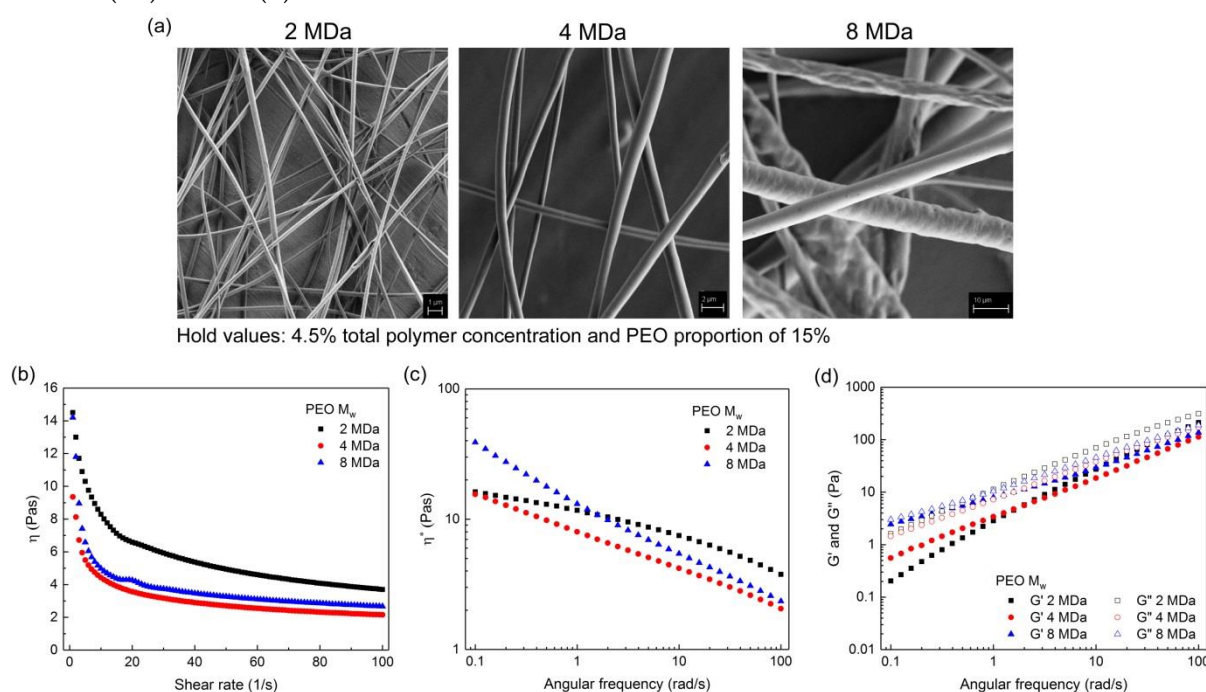 (a)
2 MDa 4 MDa 8 MDa
1 µm 2 µm 10 µm
Hold values: 4.5% total polymer concentration and PEO proportion of 15%
(b)
16
14
12
10
8
6
4
2
0
η (Pas)
PEO Mw
2 MDa
4 MDa
8 MDa
0 20 40 60 80 100
Shear rate (1/s)
(c)
100
10
1
η* (Pas)
PEO Mw
2 MDa
4 MDa
8 MDa
0.1 1 10 100
Angular frequency (rad/s)
(d)
1000
100
10
1
0.1
0.01
G' and G'' (Pa)
PEO Mw
G' 2 MDa G'' 2 MDa
G' 4 MDa G'' 4 MDa
G' 8 MDa G'' 8 MDa
0.1 1 10 100
Angular frequency (rad/s)